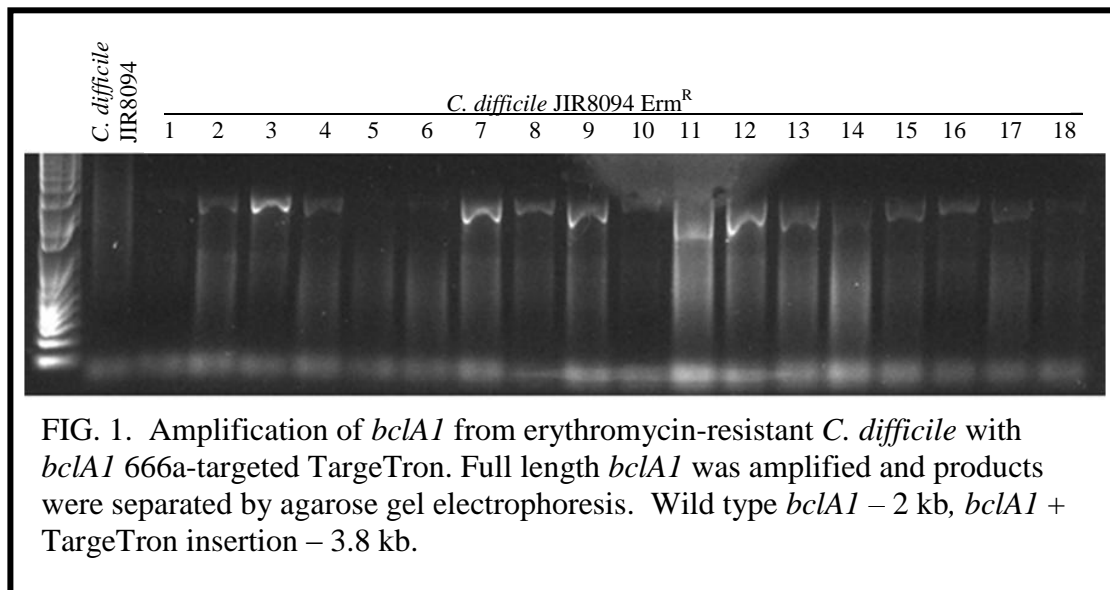 C. difficile
JIR8094
C. difficile JIR8094 Erm^R
1 2 3 4 5 6 7 8 9 10 11 12 13 14 15 16 17 18
FIG. 1. Amplification of bclA1 from erythromycin-resistant C. difficile with
bclA1 666a-targeted TargeTron. Full length bclA1 was amplified and products
were separated by agarose gel electrophoresis. Wild type bclA1 – 2 kb, bclA1 +
TargeTron insertion – 3.8 kb.